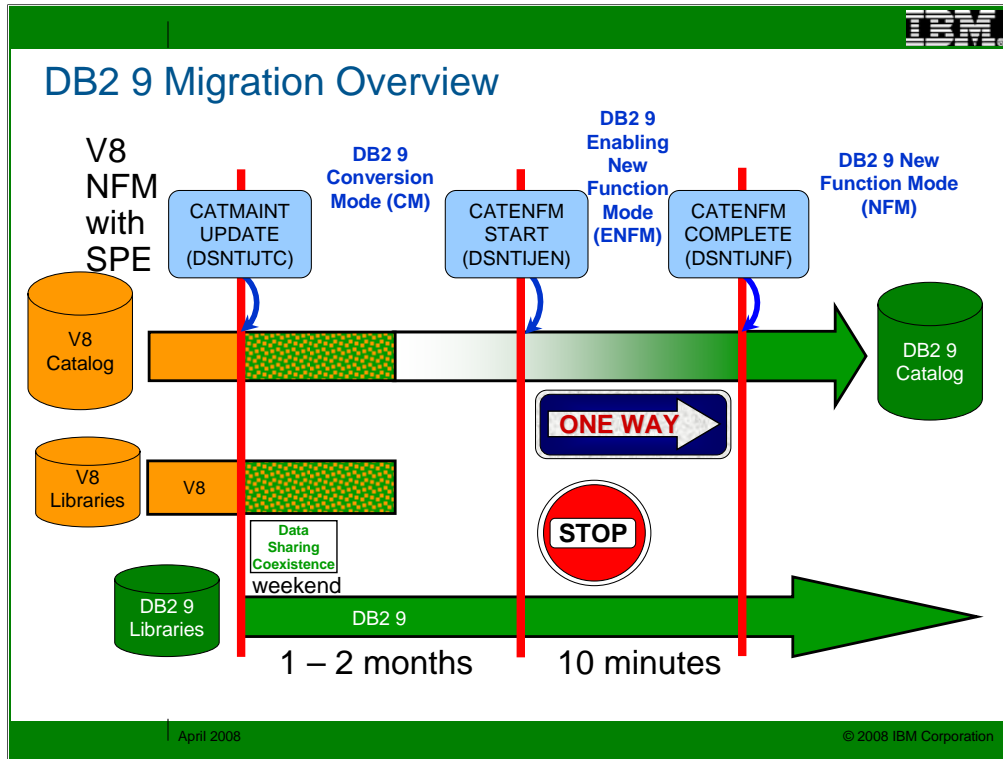 IBM.
DB2 9 Migration Overview
V8
NFM
with
SPE
DB2 9
Conversion
Mode (CM)
DB2 9
Enabling
New
Function
Mode
(ENFM)
DB2 9 New
Function Mode
(NFM)
CATMAINT
UPDATE
(DSNTIJTC)
CATENFM
START
(DSNTIJEN)
CATENFM
COMPLETE
(DSNTIJNF)
V8
Catalog
DB2 9
Catalog
ONE WAY
V8
Libraries
V8
STOP
Data
Sharing
Coexistence
weekend
DB2 9
Libraries
DB2 9
1 – 2 months
10 minutes
April 2008
© 2008 IBM Corporation